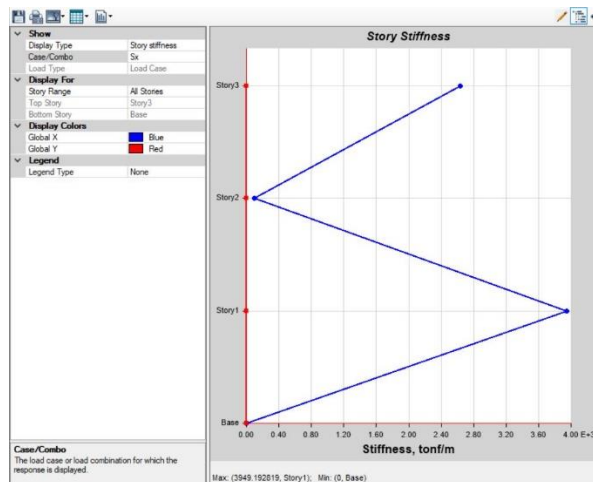 Show
Display Type Story stiffness
Case/Combo Sx
Load Type Load Case
Display For
Story Range All Stories
Top Story Story3
Bottom Story Base
Display Colors
Global X Blue
Global Y Red
Legend
Legend Type None
Case/Combo
The load case or load combination for which the
response is displayed.
Story Stiffness
Story3
Story2
Story1
Base
0.00 0.40 0.80 1.20 1.60 2.00 2.40 2.80 3.20 3.60 4.00 E+3
Stiffness, tonf/m
Max: (3949.192819, Story1); Min: (0, Base)